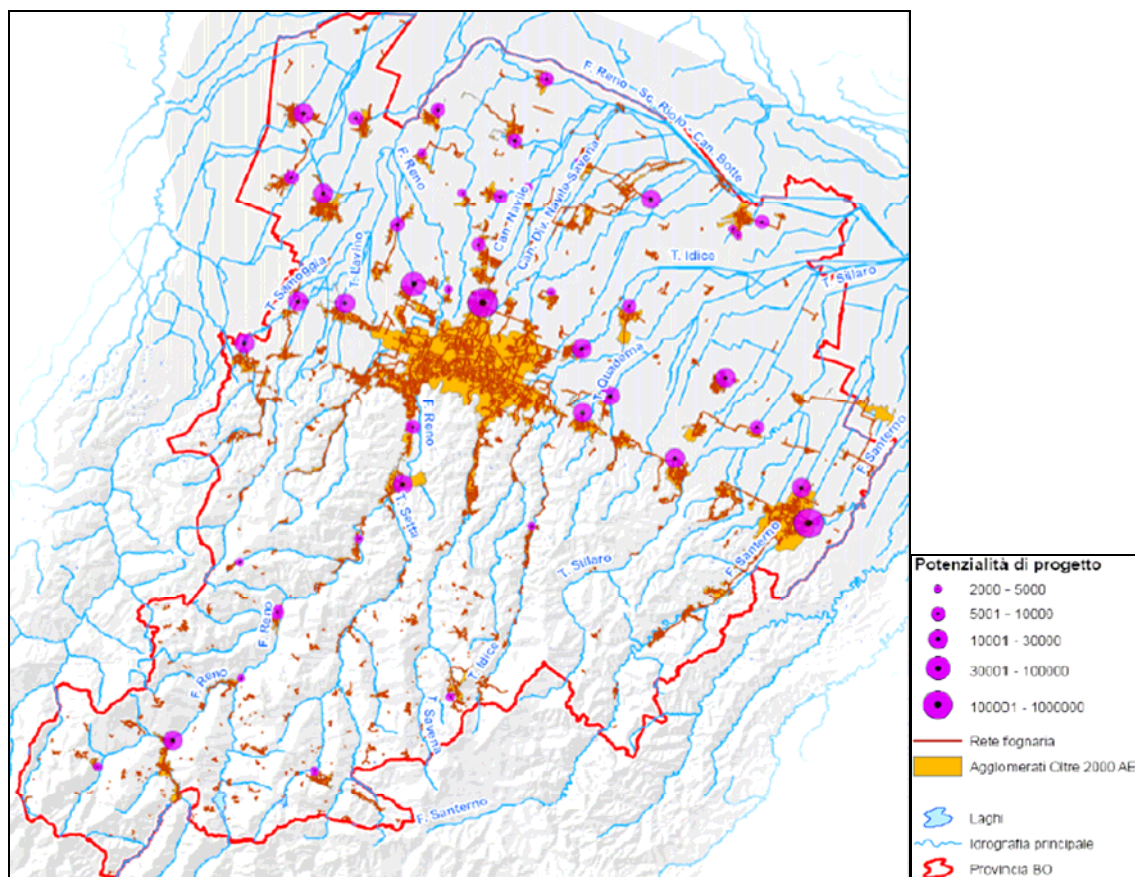 F. Reno - Sc. Riolo - Can. Botte
F. Reno
Can. Navile
Can. Div. Navile-Savena
T. Idice
T. Sillaro
T. Samoggia
T. Lavino
T. Quaderna
F. Reno
F. Santerno
T. Setta
T. Sillaro
F. Santerno
F. Reno
F. Reno
T. Idice
T. Savena
F. Santerno
Potenzialità di progetto
2000 - 5000
5001 - 10000
10001 - 30000
30001 - 100000
100001 - 1000000
Rete fognaria
Agglomerati Oltre 2000 AE
Laghi
Idrografia principale
Provincia BO